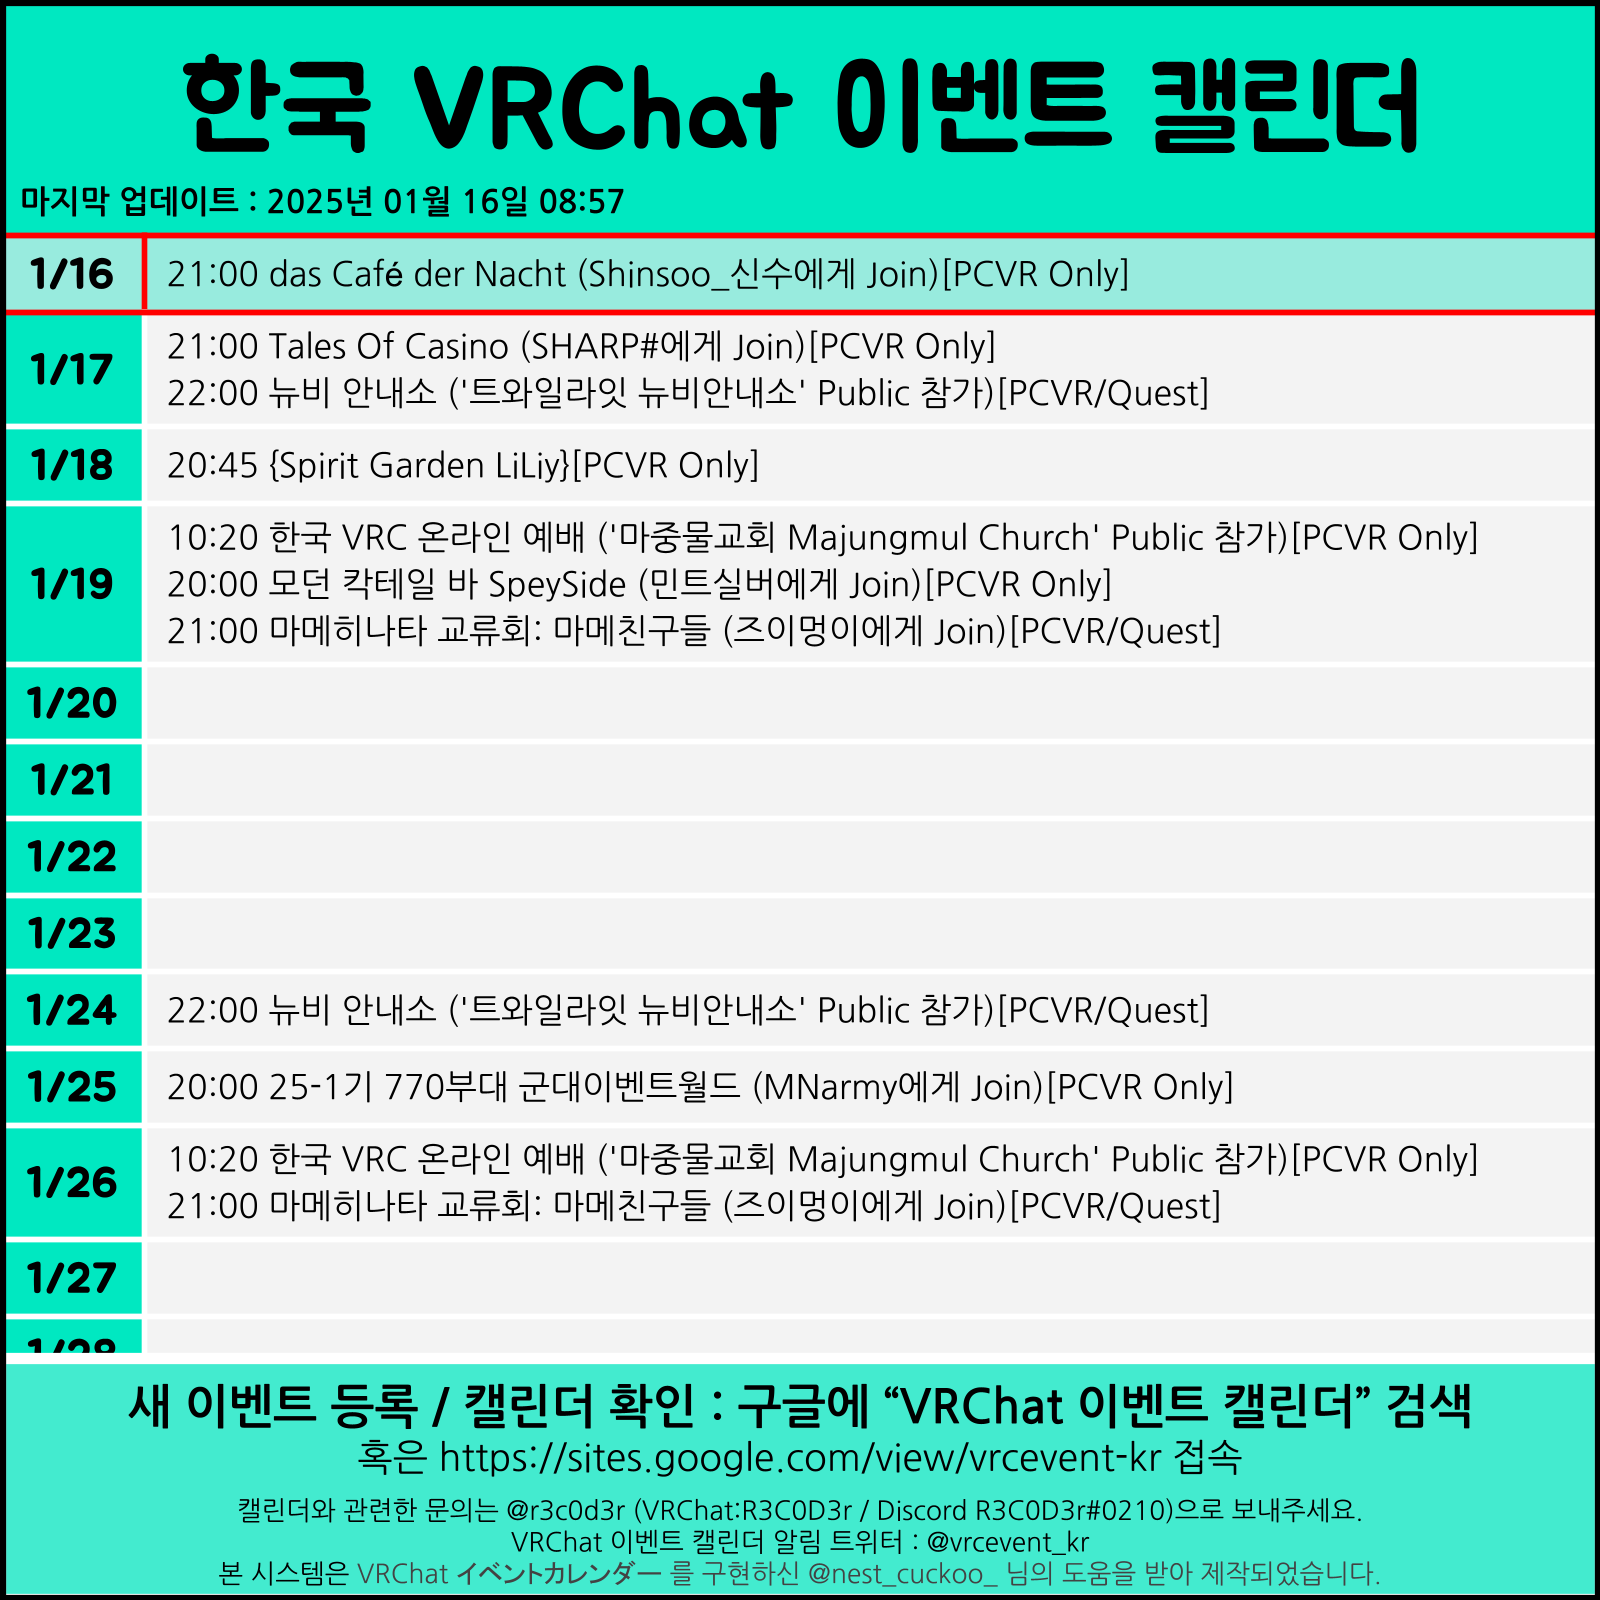 한국 VRChat 이벤트 캘린더
마지막 업데이트 : 2025년 01월 16일 08:57
1/16
21:00 das Café der Nacht (Shinsoo_신수에게 Join)[PCVR Only]
1/17
21:00 Tales Of Casino (SHARP#에게 Join)[PCVR Only]
22:00 뉴비 안내소 ('트와일라잇 뉴비안내소' Public 참가)[PCVR/Quest]
1/18
20:45 {Spirit Garden LiLiy}[PCVR Only]
1/19
10:20 한국 VRC 온라인 예배 ('마중물교회 Majungmul Church' Public 참가)[PCVR Only]
20:00 모던 칵테일 바 SpeySide (민트실버에게 Join)[PCVR Only]
21:00 마메히나타 교류회: 마메친구들 (즈이멍이에게 Join)[PCVR/Quest]
1/20
1/21
1/22
1/23
1/24
22:00 뉴비 안내소 ('트와일라잇 뉴비안내소' Public 참가)[PCVR/Quest]
1/25
20:00 25-1기 770부대 군대이벤트월드 (MNarmy에게 Join)[PCVR Only]
1/26
10:20 한국 VRC 온라인 예배 ('마중물교회 Majungmul Church' Public 참가)[PCVR Only]
21:00 마메히나타 교류회: 마메친구들 (즈이멍이에게 Join)[PCVR/Quest]
1/27
1/28
새 이벤트 등록 / 캘린더 확인 : 구글에 “VRChat 이벤트 캘린더” 검색
혹은 https://sites.google.com/view/vrcevent-kr 접속
캘린더와 관련한 문의는 @r3c0d3r (VRChat:R3C0D3r / Discord R3C0D3r#0210)으로 보내주세요.
VRChat 이벤트 캘린더 알림 트위터 : @vrcevent_kr
본 시스템은 VRChat イベントカレンダー 를 구현하신 @nest_cuckoo_ 님의 도움을 받아 제작되었습니다.